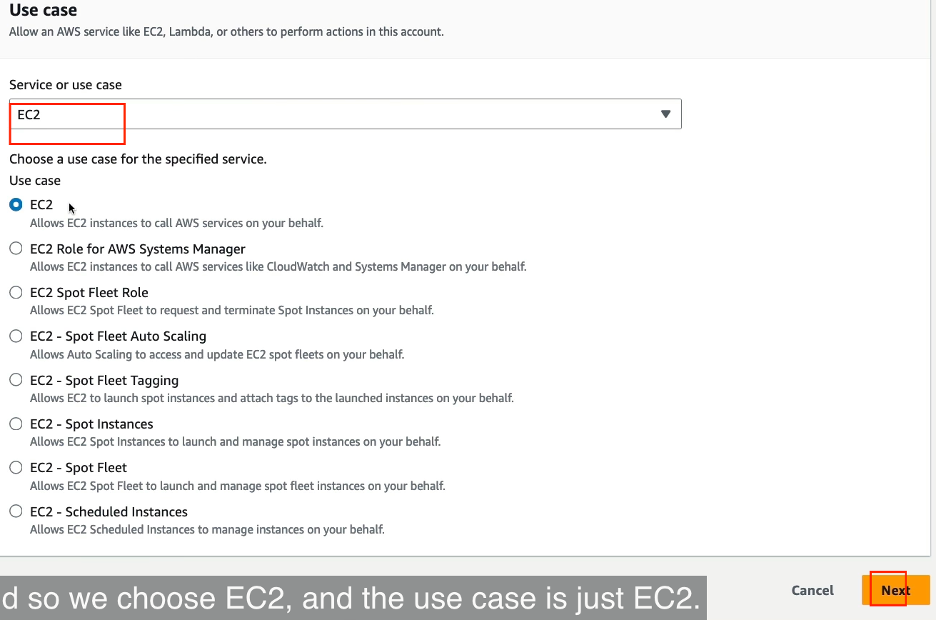 Use case
Allow an AWS service like EC2, Lambda, or others to perform actions in this account.
Service or use case
EC2
Choose a use case for the specified service.
Use case
EC2
Allows EC2 instances to call AWS services on your behalf.
EC2 Role for AWS Systems Manager
Allows EC2 instances to call AWS services like CloudWatch and Systems Manager on your behalf.
EC2 Spot Fleet Role
Allows EC2 Spot Fleet to request and terminate Spot Instances on your behalf.
EC2 - Spot Fleet Auto Scaling
Allows Auto Scaling to access and update EC2 spot fleets on your behalf.
EC2 - Spot Fleet Tagging
Allows EC2 to launch spot instances and attach tags to the launched instances on your behalf.
EC2 - Spot Instances
Allows EC2 Spot Instances to launch and manage spot instances on your behalf.
EC2 - Spot Fleet
Allows EC2 Spot Fleet to launch and manage spot fleet instances on your behalf.
EC2 - Scheduled Instances
Allows EC2 Scheduled Instances to manage instances on your behalf.
Cancel
Next
d so we choose EC2, and the use case is just EC2.